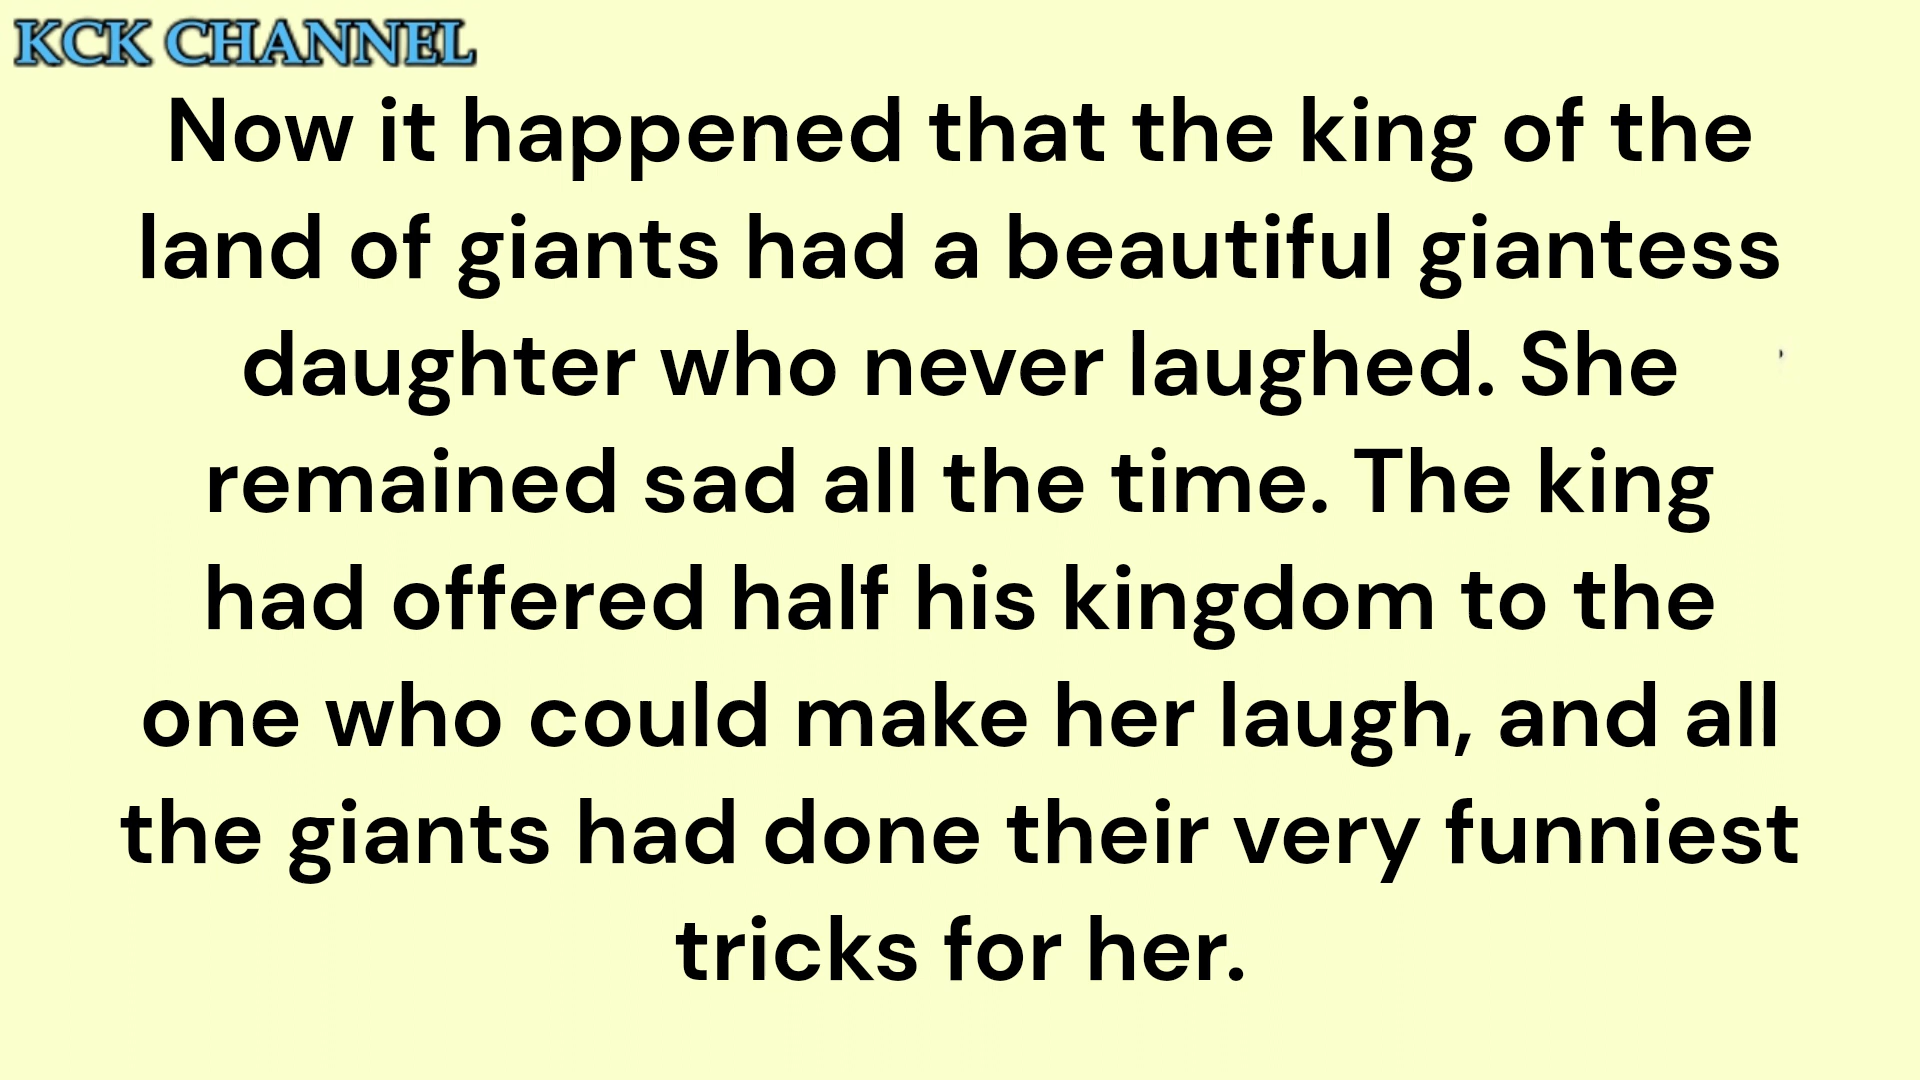 KCK CHANNEL
Now it happened that the king of the
land of giants had a beautiful giantess
daughter who never laughed. She
remained sad all the time. The king
had offered half his kingdom to the
one who could make her laugh, and all
the giants had done their very funniest
tricks for her.